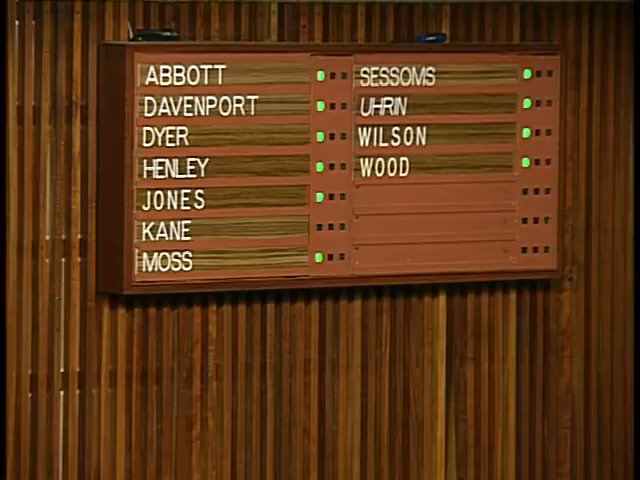 ABBOTT
DAVENPORT
DYER
HENLEY
JONES
KANE
MOSS
SESSOMS
UHRIN
WILSON
WOOD